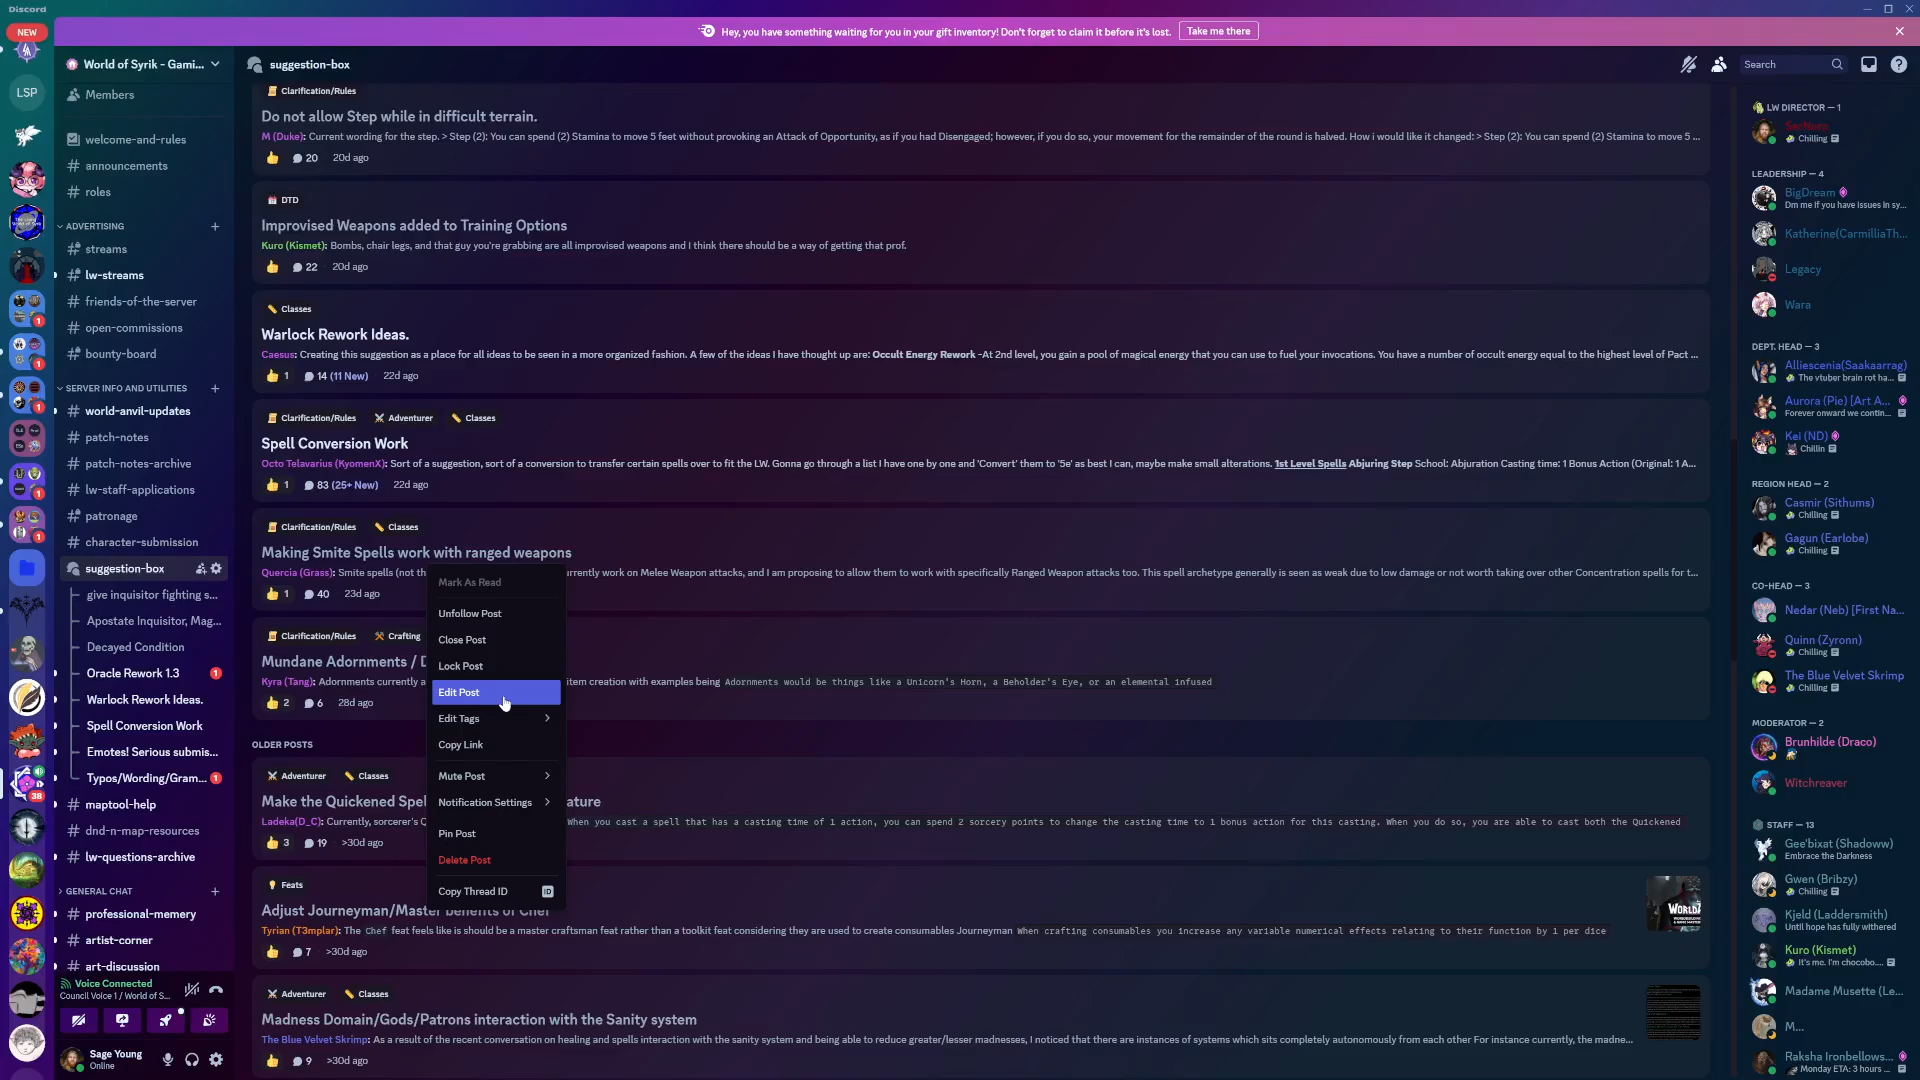 Discord
NEW
Hey, you have something waiting for you in your gift inventory! Don't forget to claim it before it's lost.
Take me there
LSP
World of Syrik - Gami...
suggestion-box
Search
Members
welcome-and-rules
announcements
roles
ADVERTISING
streams
lw-streams
friends-of-the-server
open-commissions
bounty-board
SERVER INFO AND UTILITIES
world-anvil-updates
patch-notes
patch-notes-archive
lw-staff-applications
patronage
character-submission
suggestion-box
give inquisitor fighting s...
Apostate Inquisitor, Mag...
Decayed Condition
Oracle Rework 1.3
1
Warlock Rework Ideas.
Spell Conversion Work
Emotes! Serious submis...
Typos/Wording/Gram...
1
maptool-help
dnd-n-map-resources
lw-questions-archive
GENERAL CHAT
professional-memery
artist-corner
art-discussion
Voice Connected
Council Voice 1 / World of S...
Sage Young
Online
1
1
1
1
1
38
Clarification/Rules
Do not allow Step while in difficult terrain.
M (Duke): Current wording for the step. > Step (2): You can spend (2) Stamina to move 5 feet without provoking an Attack of Opportunity, as if you had Disengaged; however, if you do so, your movement for the remainder of the round is halved. How i would like it changed: > Step (2): You can spend (2) Stamina to move 5 ...
20 20d ago
DTD
Improvised Weapons added to Training Options
Kuro (Kismet): Bombs, chair legs, and that guy you're grabbing are all improvised weapons and I think there should be a way of getting that prof.
22 20d ago
Classes
Warlock Rework Ideas.
Caesus: Creating this suggestion as a place for all ideas to be seen in a more organized fashion. A few of the ideas I have thought up are: Occult Energy Rework -At 2nd level, you gain a pool of magical energy that you can use to fuel your invocations. You have a number of occult energy equal to the highest level of Pact ...
1 14 (11 New) 22d ago
Clarification/Rules Adventurer Classes
Spell Conversion Work
Octo Telavarius (KyomenX): Sort of a suggestion, sort of a conversion to transfer certain spells over to fit the LW. Gonna go through a list I have one by one and 'Convert' them to '5e' as best I can, maybe make small alterations. 1st Level Spells Abjuring Step School: Abjuration Casting time: 1 Bonus Action (Original: 1 A...
1 83 (25+ New) 22d ago
Clarification/Rules Classes
Making Smite Spells work with ranged weapons
Quercia (Grass): Smite spells (not th urrently work on Melee Weapon attacks, and I am proposing to allow them to work with specifically Ranged Weapon attacks too. This spell archetype generally is seen as weak due to low damage or not worth taking over other Concentration spells for t...
1 40 23d ago
Clarification/Rules Crafting
Mundane Adornments / D
Kyra (Tang): Adornments currently a item creation with examples being Adornments would be things like a Unicorn's Horn, a Beholder's Eye, or an elemental infused
2 6 28d ago
OLDER POSTS
Adventurer Classes
Make the Quickened Spel ature
Ladeka(D_C): Currently, sorcerer's Q When you cast a spell that has a casting time of 1 action, you can spend 2 sorcery points to change the casting time to 1 bonus action for this casting. When you do so, you are able to cast both the Quickened
3 19 >30d ago
Feats
Adjust Journeyman/Master benefits of Chef
Tyrian (T3mplar): The Chef feat feels like is should be a master craftsman feat rather than a toolkit feat considering they are used to create consumables Journeyman When crafting consumables you increase any variable numerical effects relating to their function by 1 per dice
7 >30d ago
Adventurer Classes
Madness Domain/Gods/Patrons interaction with the Sanity system
The Blue Velvet Skrimp: As a result of the recent conversation on healing and spells interaction with the sanity system and being able to reduce greater/lesser madnesses, I noticed that there are instances of systems which sits completely autonomously from each other For instance currently, the madne...
9 >30d ago
Mark As Read
Unfollow Post
Close Post
Lock Post
Edit Post
Edit Tags
Copy Link
Mute Post
Notification Settings
Pin Post
Delete Post
Copy Thread ID
ID
LW DIRECTOR — 1
Chilling
LEADERSHIP — 4
BigDream
Dm me if you have issues in sy...
Katherine(CarmilliaTh...
Legacy
Wara
DEPT. HEAD — 3
Alliescenia(Saakaarrag)
The vtuber brain rot ha...
Aurora (Pie) [Art A...
Forever onward we contin...
Kei (ND)
Chillin
REGION HEAD — 2
Casmir (Sithums)
Chilling
Gagun (Earlobe)
Chilling
CO-HEAD — 3
Nedar (Neb) [First Na...
Quinn (Zyronn)
Chilling
The Blue Velvet Skrimp
Chilling
MODERATOR — 2
Brunhilde (Draco)
Witchreaver
STAFF — 13
Gee'bixat (Shadoww)
Embrace the Darkness
Gwen (Bribzy)
Chilling
Kjeld (Laddersmith)
Until hope has fully withered
Kuro (Kismet)
It's me. I'm chocobo....
Madame Musette (Le...
M...
Raksha Ironbellows...
Monday ETA: 3 hours ...